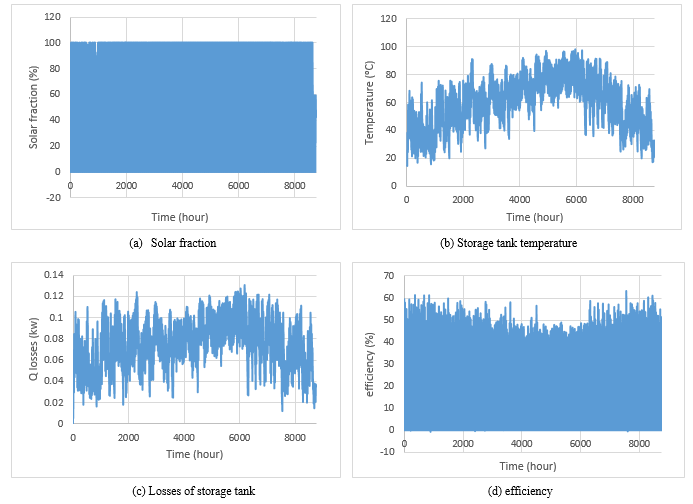 120
100
80
60
40
20
0
-20
0 2000 4000 6000 8000
Solar fraction (%)
Time (hour)
(a) Solar fraction
120
100
80
60
40
20
0
0 2000 4000 6000 8000
Temperature (°C)
Time (hour)
(b) Storage tank temperature
0.14
0.12
0.1
0.08
0.06
0.04
0.02
0
0 2000 4000 6000 8000
Q losses (kw)
Time (hour)
(c) Losses of storage tank
70
60
50
40
30
20
10
0
-10
0 2000 4000 6000 8000
efficiency (%)
Time (hour)
(d) efficiency